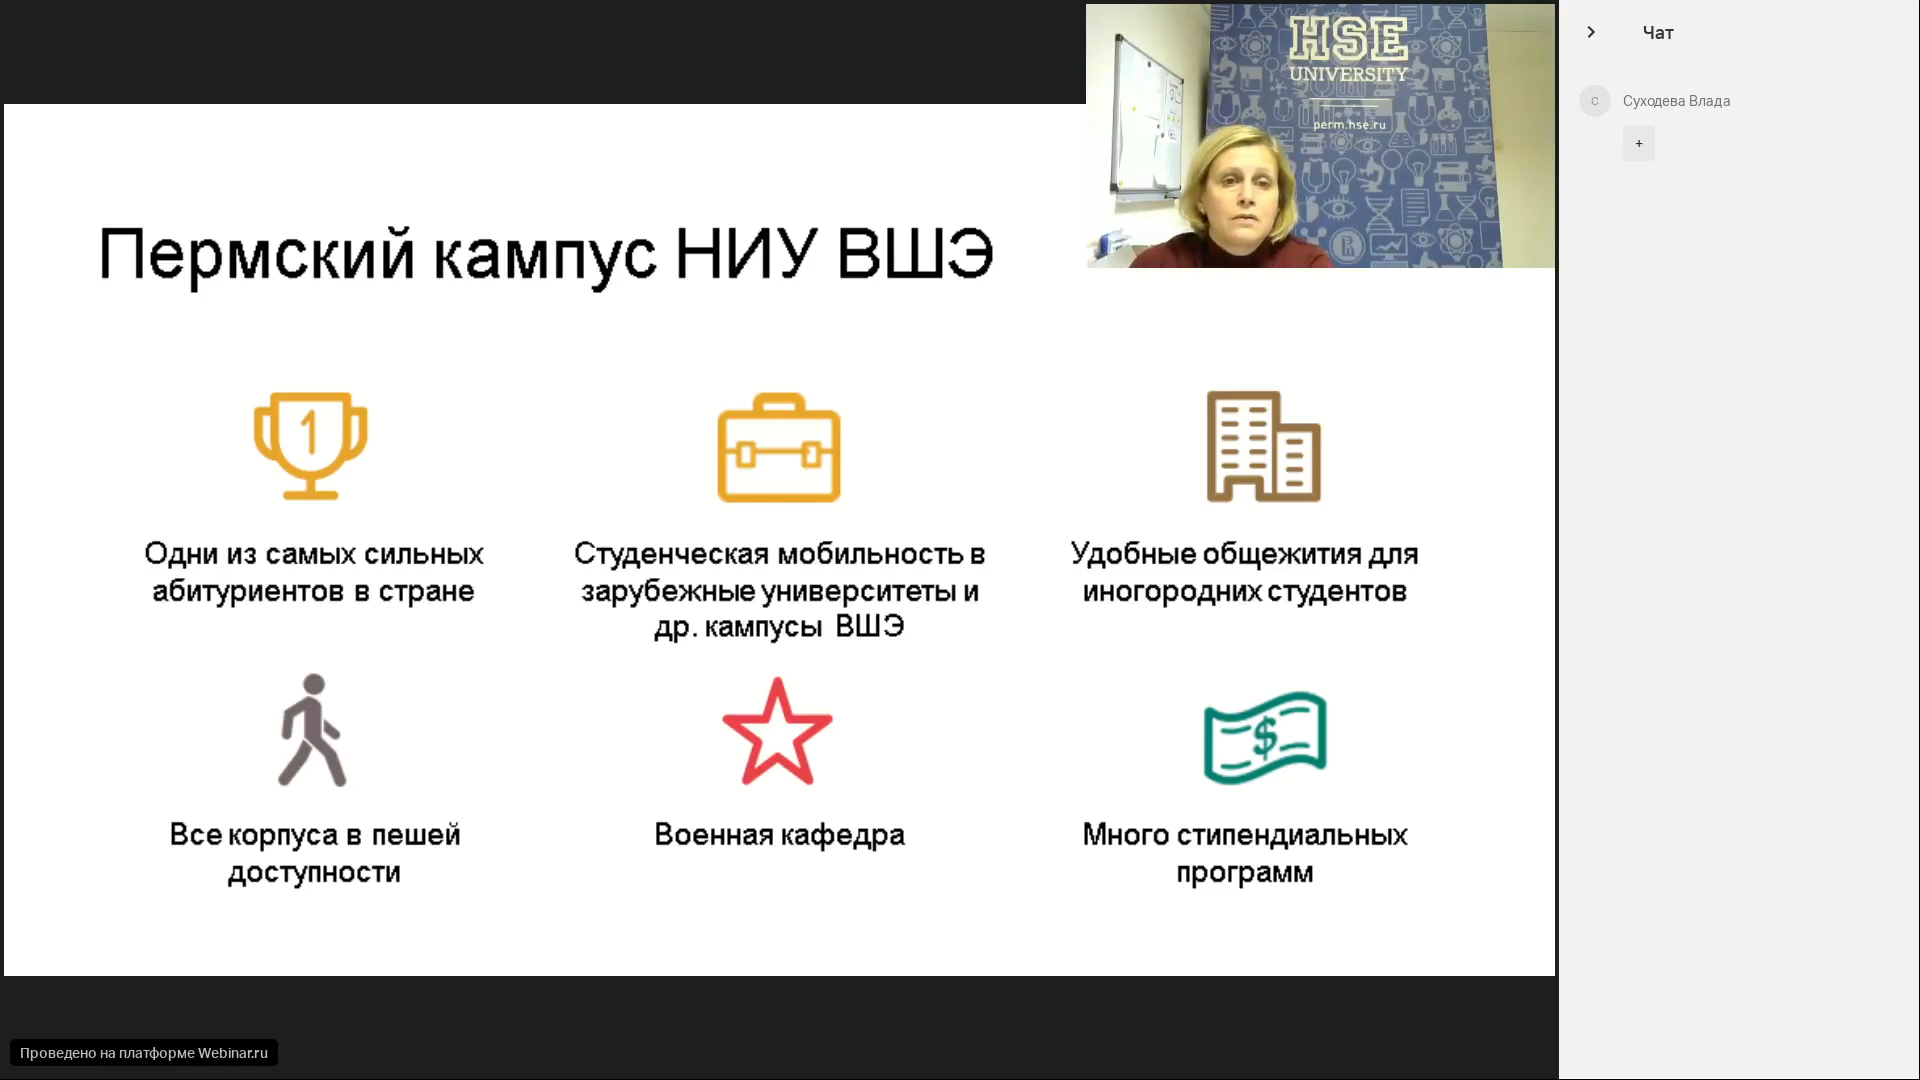 HSE
UNIVERSITY
perm.hse.ru
Чат
С
Суходева Влада
+
Пермский кампус НИУ ВШЭ
1
Одни из самых сильных
абитуриентов в стране
Студенческая мобильность в
зарубежные университеты и
др. кампусы ВШЭ
Удобные общежития для
иногородних студентов
$
Все корпуса в пешей
доступности
Военная кафедра
Много стипендиальных
программ
Проведено на платформе Webinar.ru